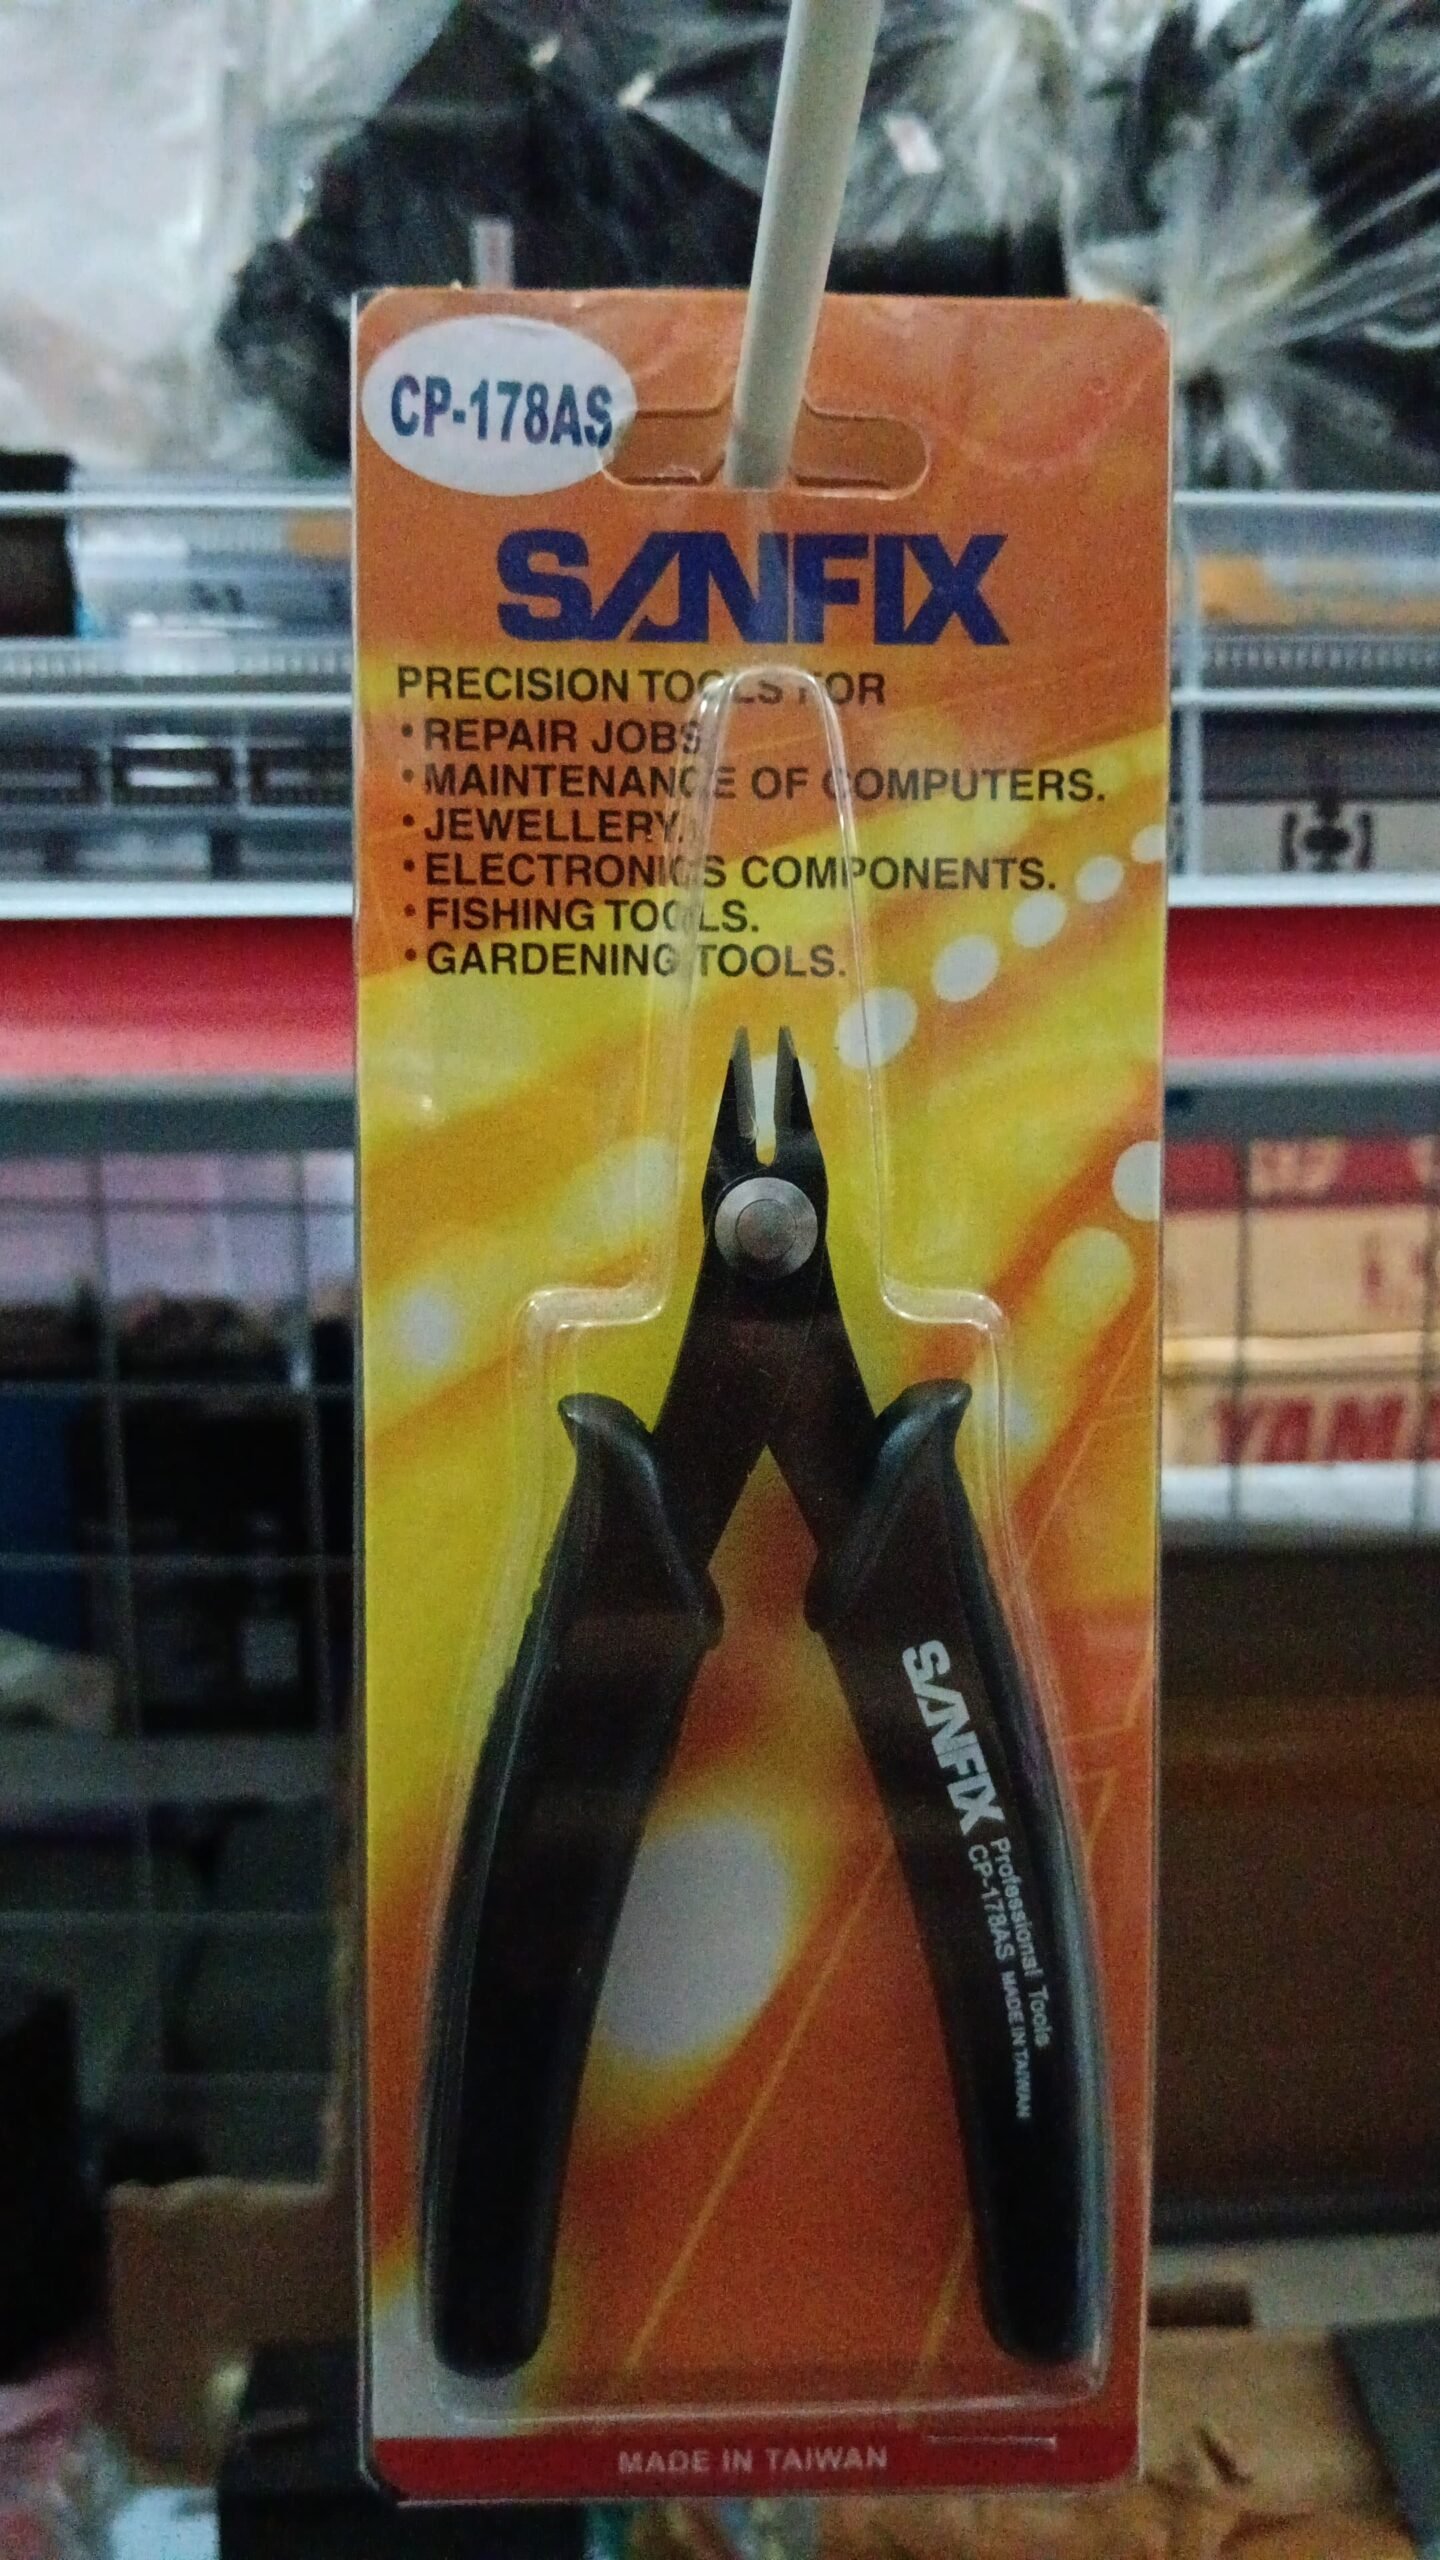 CP-178AS
SANFIX
PRECISION TOOLS FOR
• REPAIR JOBS
• MAINTENANCE OF COMPUTERS.
• JEWELLERY.
• ELECTRONICS COMPONENTS.
• FISHING TOOLS.
• GARDENING TOOLS.
SANFIX
Professional Tools
CP-178AS MADE IN TAIWAN
MADE IN TAIWAN